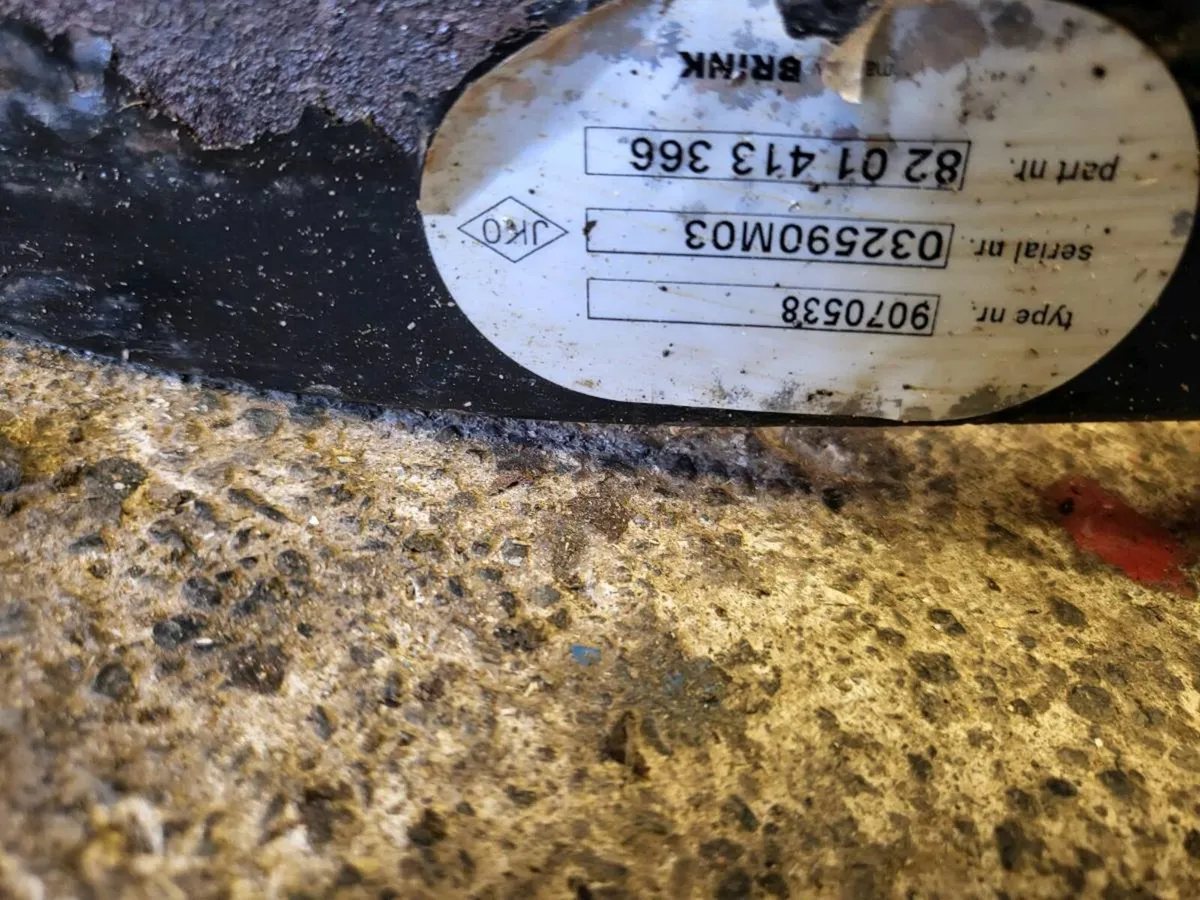 type nr. 9070538
serial nr. 032590M03 JKO
part nr. 82 01 413 366
BRINK